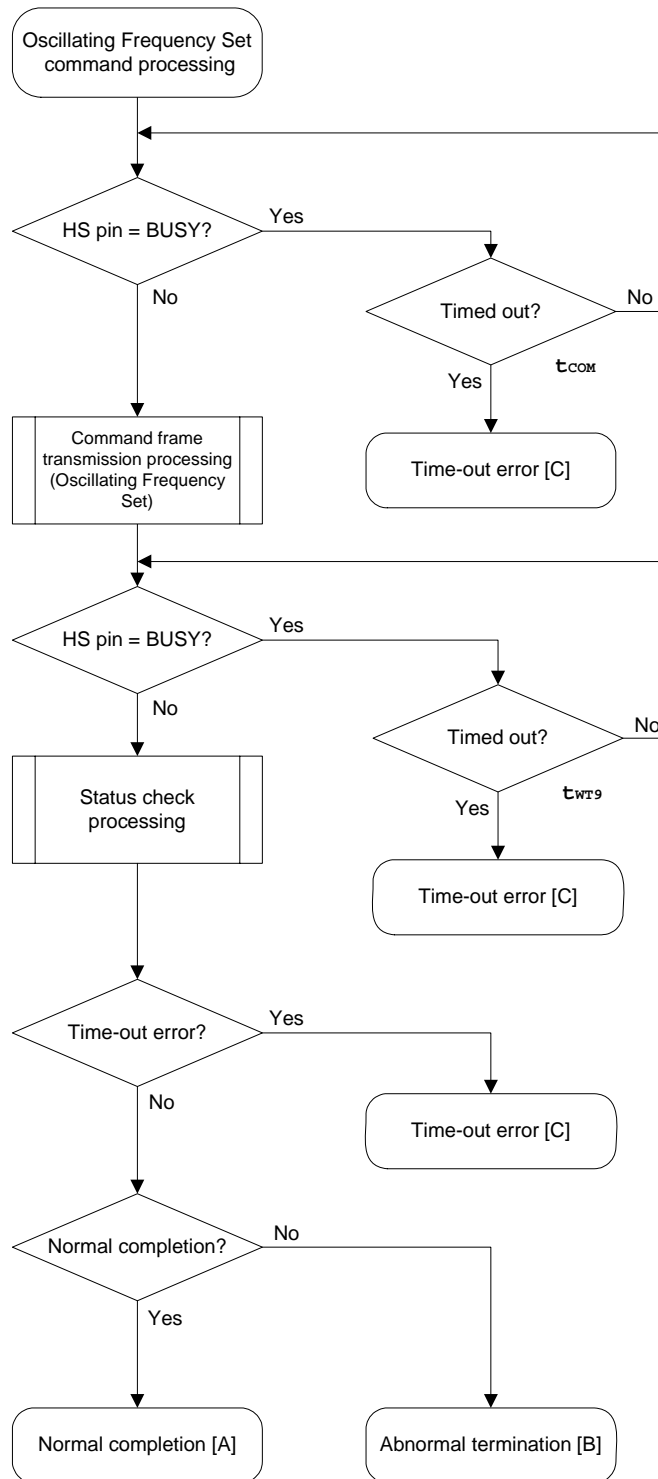 Oscillating Frequency Set
command processing
HS pin = BUSY?
Yes
No
Timed out?
No
tCOM
Yes
Time-out error [C]
Command frame
transmission processing
(Oscillating Frequency
Set)
HS pin = BUSY?
Yes
No
Timed out?
No
tWT9
Yes
Time-out error [C]
Status check
processing
Time-out error?
Yes
No
Time-out error [C]
Normal completion?
No
Yes
Normal completion [A]
Abnormal termination [B]